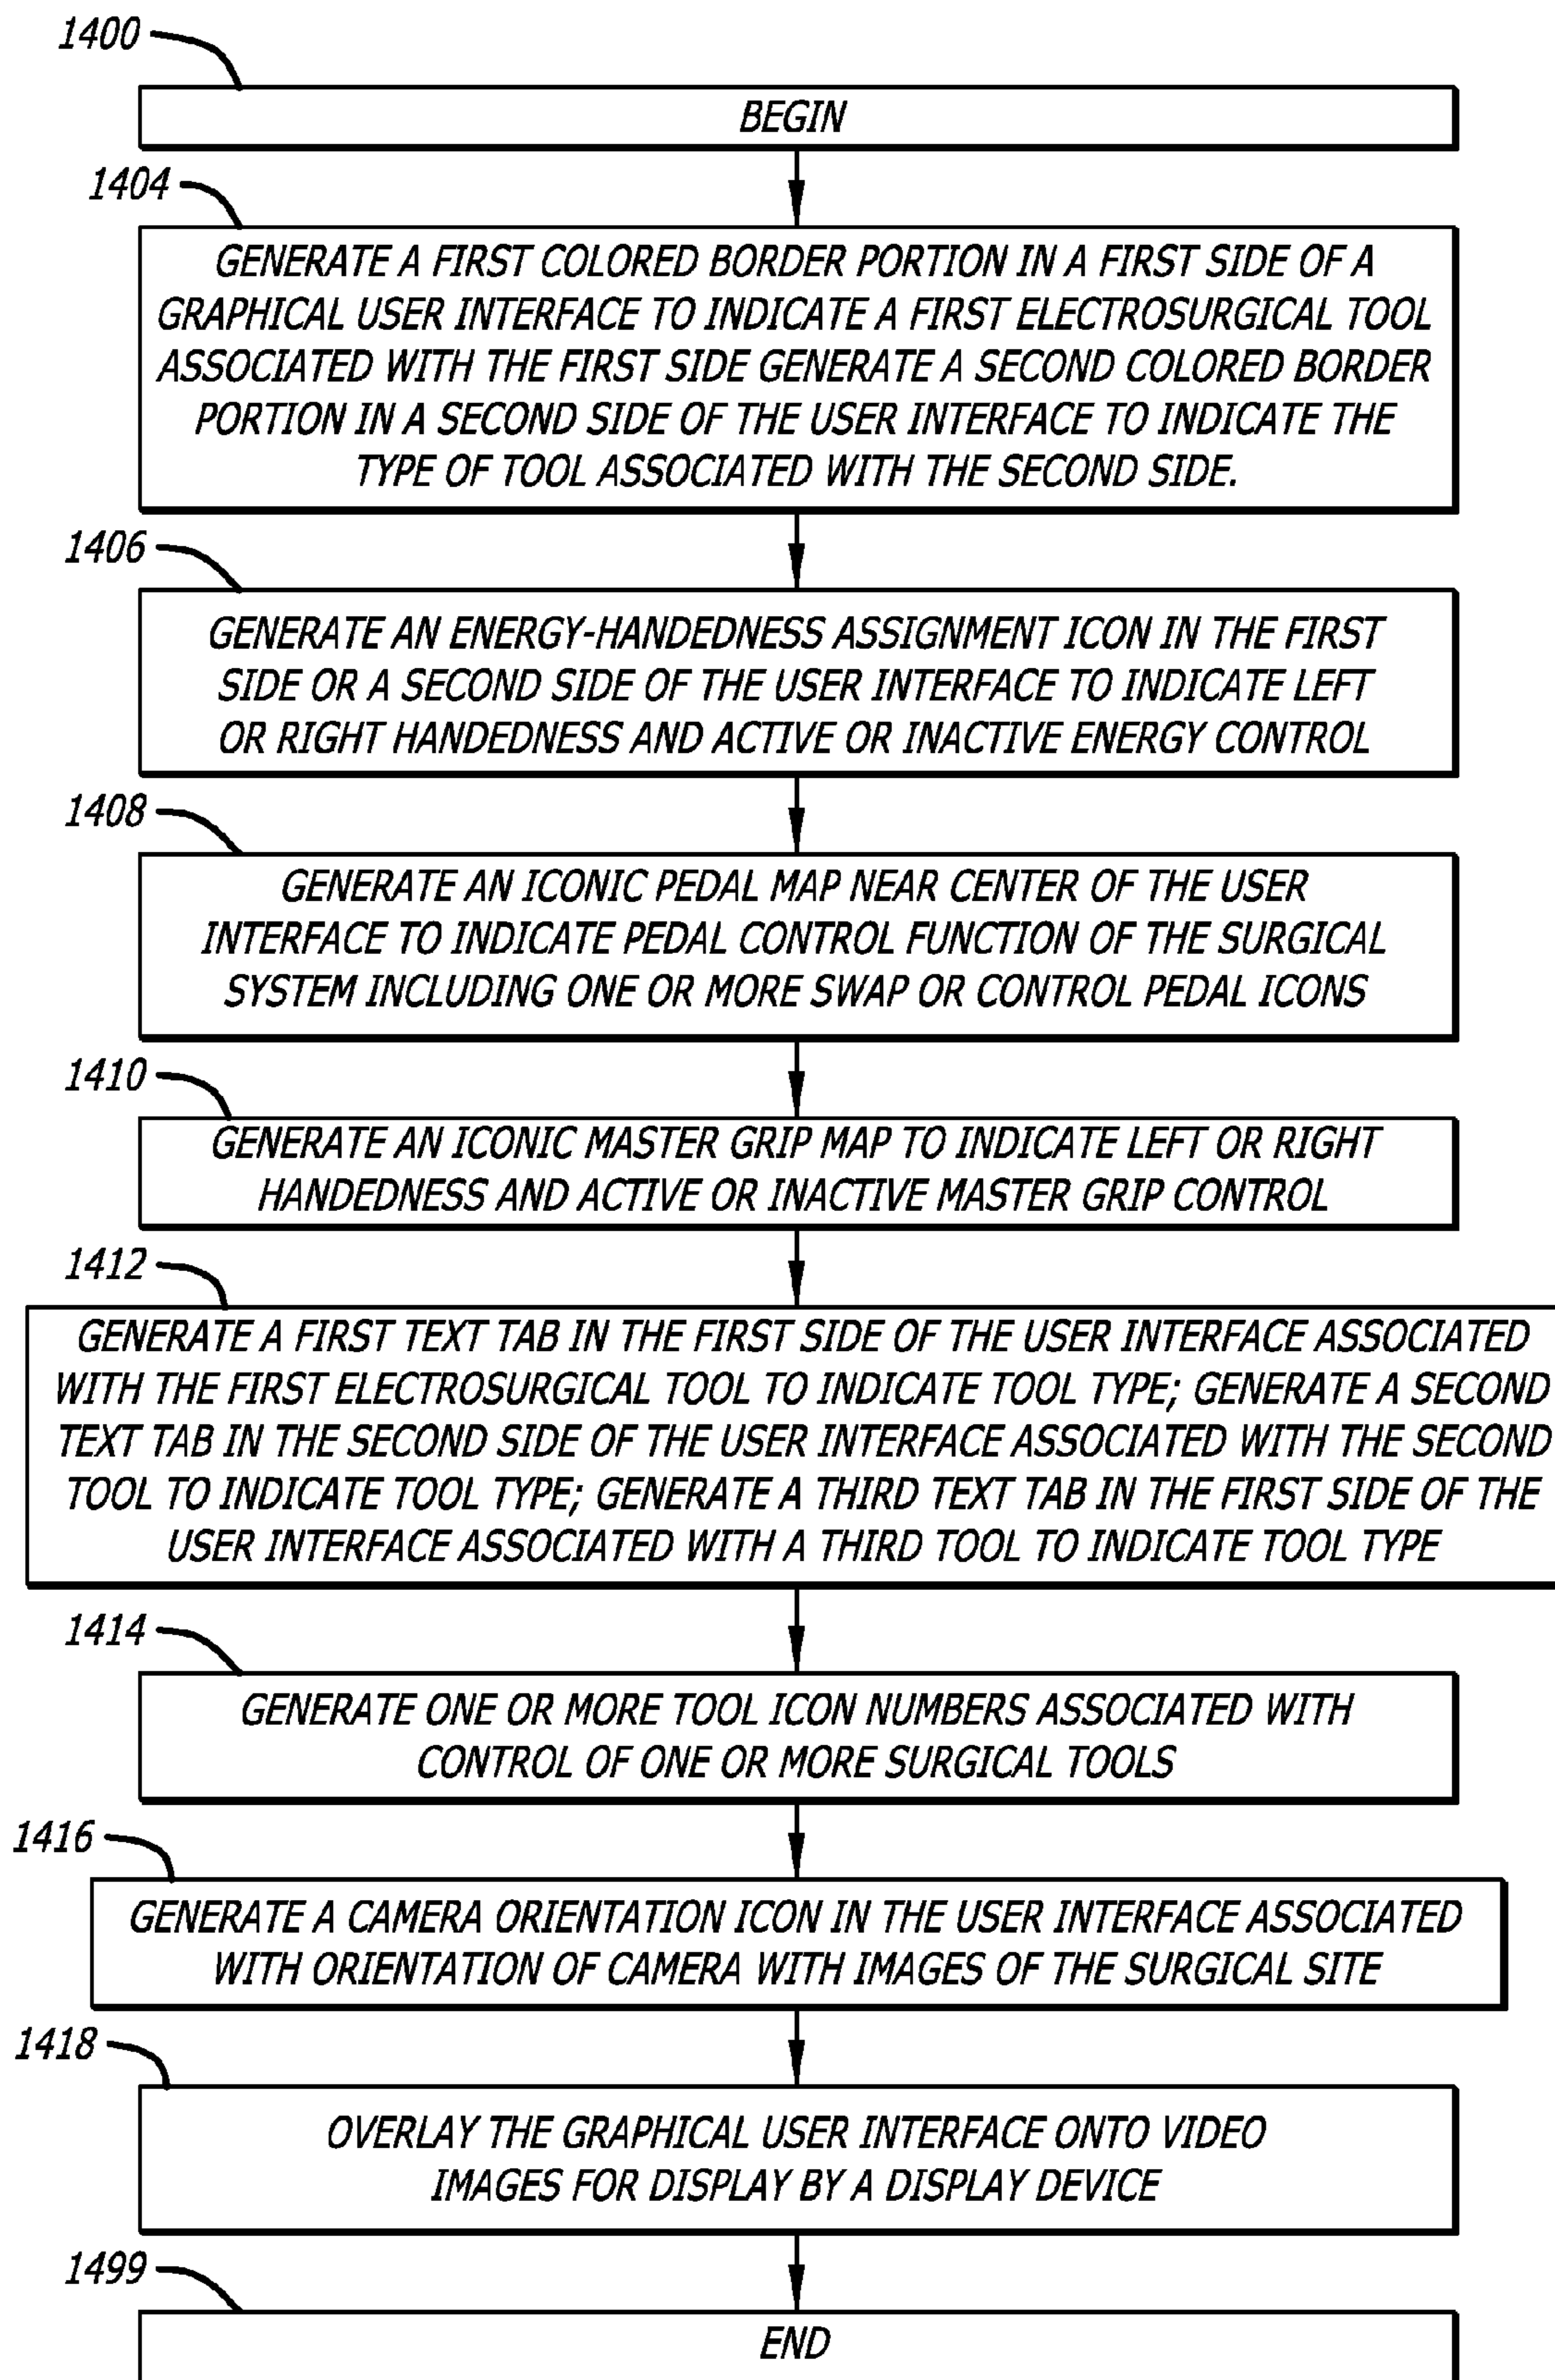 1400
BEGIN
1404
GENERATE A FIRST COLORED BORDER PORTION IN A FIRST SIDE OF A
GRAPHICAL USER INTERFACE TO INDICATE A FIRST ELECTROSURGICAL TOOL
ASSOCIATED WITH THE FIRST SIDE GENERATE A SECOND COLORED BORDER
PORTION IN A SECOND SIDE OF THE USER INTERFACE TO INDICATE THE
TYPE OF TOOL ASSOCIATED WITH THE SECOND SIDE.
1406
GENERATE AN ENERGY-HANDEDNESS ASSIGNMENT ICON IN THE FIRST
SIDE OR A SECOND SIDE OF THE USER INTERFACE TO INDICATE LEFT
OR RIGHT HANDEDNESS AND ACTIVE OR INACTIVE ENERGY CONTROL
1408
GENERATE AN ICONIC PEDAL MAP NEAR CENTER OF THE USER
INTERFACE TO INDICATE PEDAL CONTROL FUNCTION OF THE SURGICAL
SYSTEM INCLUDING ONE OR MORE SWAP OR CONTROL PEDAL ICONS
1410
GENERATE AN ICONIC MASTER GRIP MAP TO INDICATE LEFT OR RIGHT
HANDEDNESS AND ACTIVE OR INACTIVE MASTER GRIP CONTROL
1412
GENERATE A FIRST TEXT TAB IN THE FIRST SIDE OF THE USER INTERFACE ASSOCIATED
WITH THE FIRST ELECTROSURGICAL TOOL TO INDICATE TOOL TYPE; GENERATE A SECOND
TEXT TAB IN THE SECOND SIDE OF THE USER INTERFACE ASSOCIATED WITH THE SECOND
TOOL TO INDICATE TOOL TYPE; GENERATE A THIRD TEXT TAB IN THE FIRST SIDE OF THE
USER INTERFACE ASSOCIATED WITH A THIRD TOOL TO INDICATE TOOL TYPE
1414
GENERATE ONE OR MORE TOOL ICON NUMBERS ASSOCIATED WITH
CONTROL OF ONE OR MORE SURGICAL TOOLS
1416
GENERATE A CAMERA ORIENTATION ICON IN THE USER INTERFACE ASSOCIATED
WITH ORIENTATION OF CAMERA WITH IMAGES OF THE SURGICAL SITE
1418
OVERLAY THE GRAPHICAL USER INTERFACE ONTO VIDEO
IMAGES FOR DISPLAY BY A DISPLAY DEVICE
1499
END